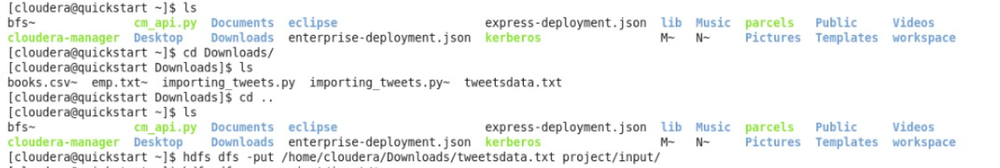 [cloudera@quickstart ~]$ ls
bfs~ cm_api.py Documents eclipse express-deployment.json lib Music parcels Public Videos
cloudera-manager Desktop Downloads enterprise-deployment.json kerberos M~ N~ Pictures Templates workspace
[cloudera@quickstart ~]$ cd Downloads/
[cloudera@quickstart Downloads]$ ls
books.csv~ emp.txt~ importing_tweets.py importing_tweets.py~ tweetsdata.txt
[cloudera@quickstart Downloads]$ cd ..
[cloudera@quickstart ~]$ ls
bfs~ cm_api.py Documents eclipse express-deployment.json lib Music parcels Public Videos
cloudera-manager Desktop Downloads enterprise-deployment.json kerberos M~ N~ Pictures Templates workspace
[cloudera@quickstart ~]$ hdfs dfs -put /home/cloudera/Downloads/tweetsdata.txt project/input/